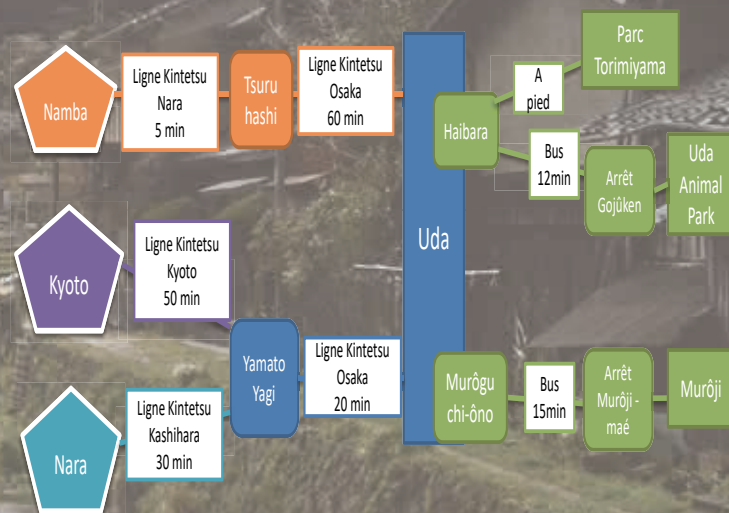 Namba
Ligne Kintetsu
Nara
5 min
Tsuru
hashi
Ligne Kintetsu
Osaka
60 min
Kyoto
Ligne Kintetsu
Kyoto
50 min
Nara
Ligne Kintetsu
Kashihara
30 min
Yamato
Yagi
Ligne Kintetsu
Osaka
20 min
Uda
Haibara
A
pied
Parc
Torimiyama
Bus
12min
Arrêt
Gojûken
Uda
Animal
Park
Murôgu
chi-ôno
Bus
15min
Arrêt
Murôji -
maé
Murôji